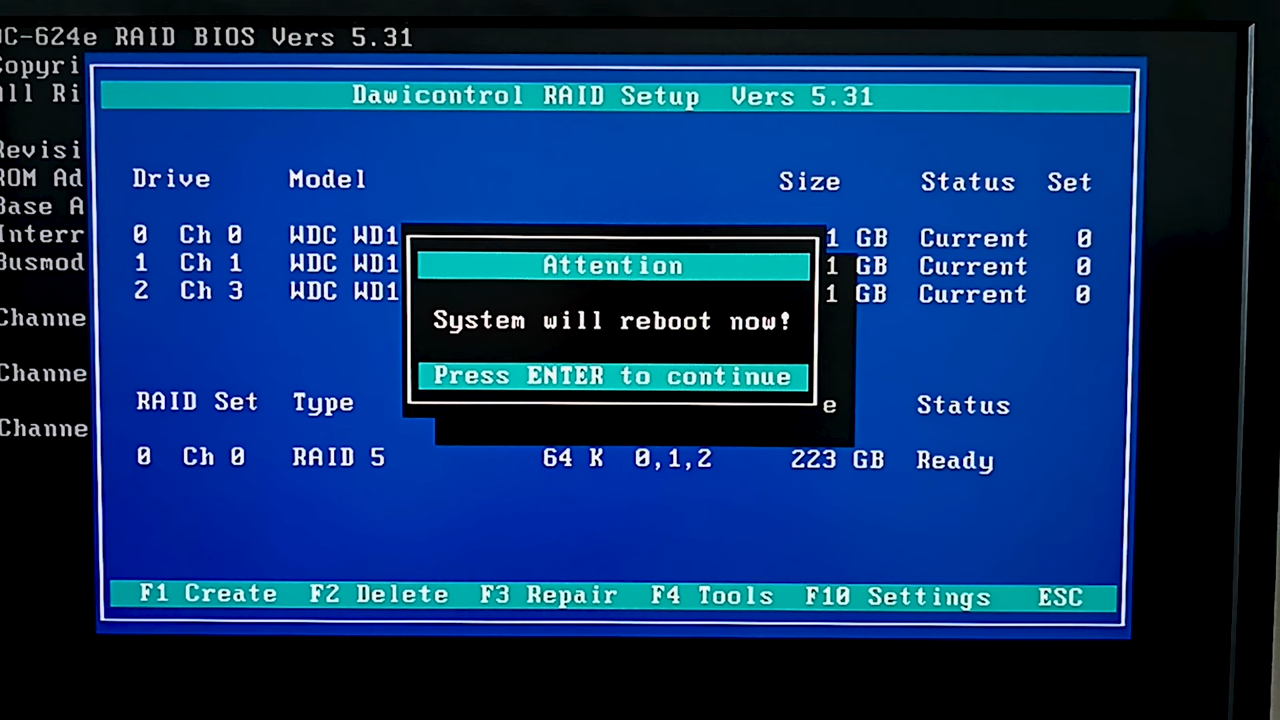 DC-624e RAID BIOS Vers 5.31
Copyri
All Ri
Dawicontrol RAID Setup Vers 5.31
Revisi
ROM Ad
Base A
Interr
Busmod
Channe
Channe
Channe
Drive Model Size Status Set
0 Ch 0 WDC WD1 1 GB Current 0
1 Ch 1 WDC WD1 1 GB Current 0
2 Ch 3 WDC WD1 1 GB Current 0
Attention
System will reboot now!
Press ENTER to continue
RAID Set Type e Status
0 Ch 0 RAID 5 64 K 0,1,2 223 GB Ready
F1 Create F2 Delete F3 Repair F4 Tools F10 Settings ESC